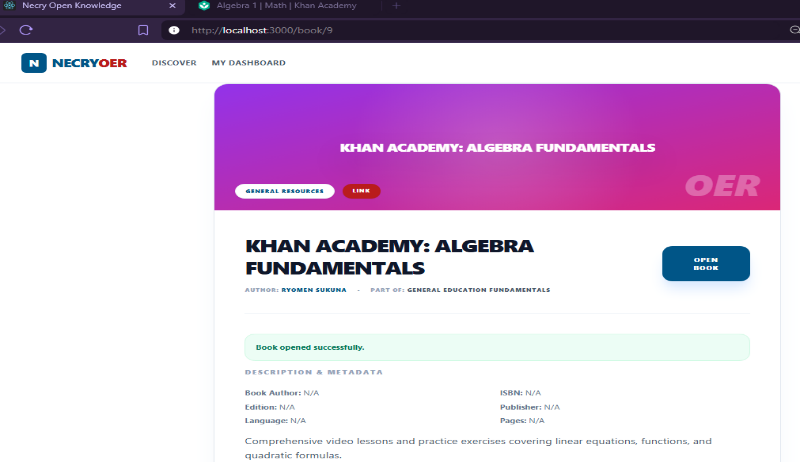 Necry Open Knowledge
Algebra 1 | Math | Khan Academy
http://localhost:3000/book/9
N NECRYOER DISCOVER MY DASHBOARD
KHAN ACADEMY: ALGEBRA FUNDAMENTALS
OER
GENERAL RESOURCES LINK
KHAN ACADEMY: ALGEBRA
FUNDAMENTALS
OPEN
BOOK
AUTHOR: RYOMEN SUKUNA - PART OF: GENERAL EDUCATION FUNDAMENTALS
Book opened successfully.
DESCRIPTION & METADATA
Book Author: N/A ISBN: N/A
Edition: N/A Publisher: N/A
Language: N/A Pages: N/A
Comprehensive video lessons and practice exercises covering linear equations, functions, and
quadratic formulas.